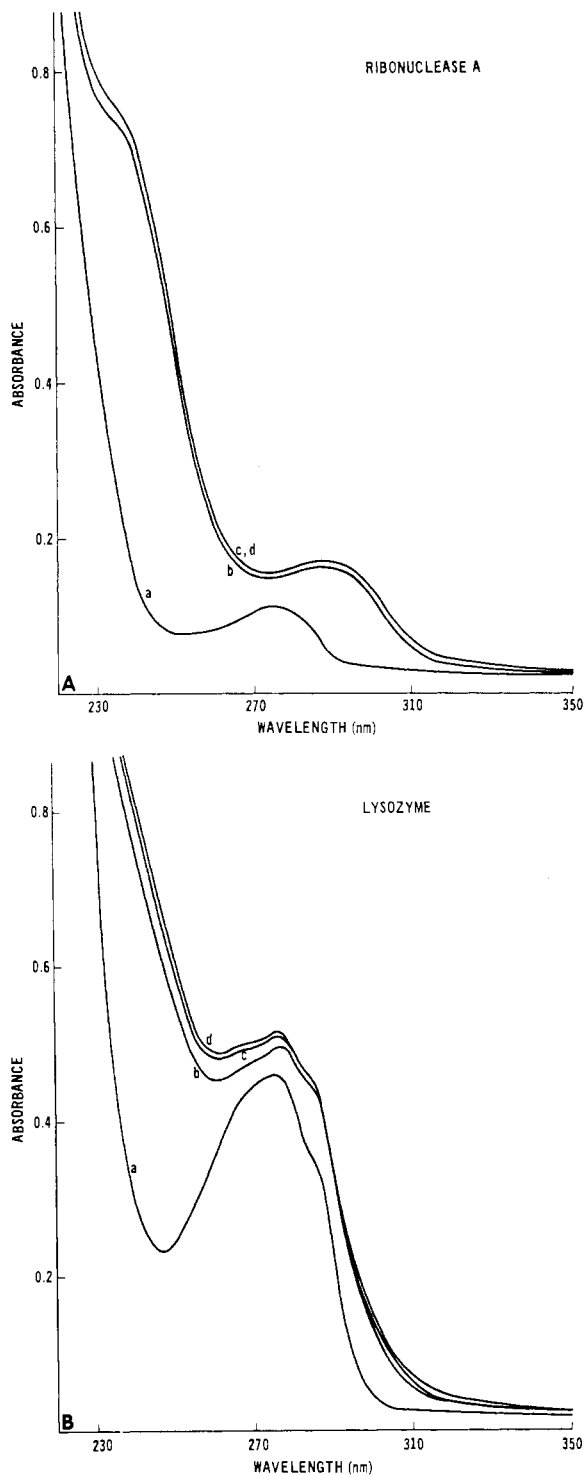 RIBONUCLEASE A
0.8
0.6
0.4
0.2
ABSORBANCE
a
b
c,d
A
230
270
310
350
WAVELENGTH (nm)
LYSOZYME
0.8
0.6
0.4
0.2
ABSORBANCE
d
c
b
a
B
230
270
310
350
WAVELENGTH (nm)